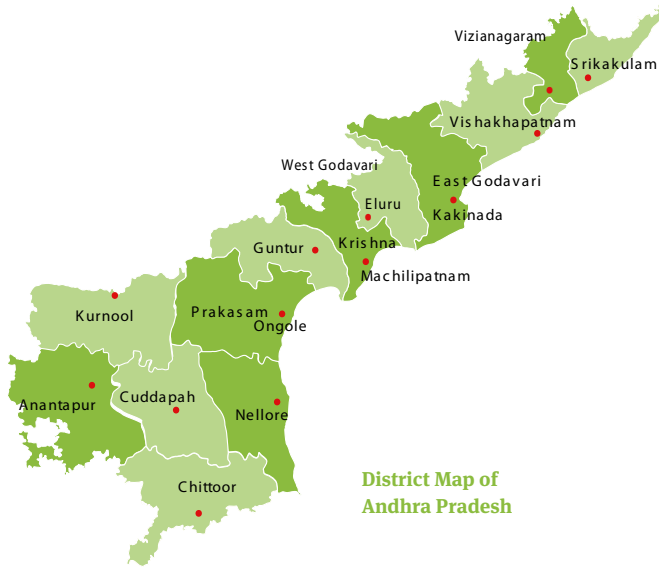 Vizianagaram
Srikakulam
Vishakhapatnam
West Godavari
East Godavari
Eluru
Kakinada
Krishna
Guntur
Machilipatnam
Prakasam
Ongole
Kurnool
Cuddapah
Anantapur
Nellore
Chittoor
District Map of
Andhra Pradesh